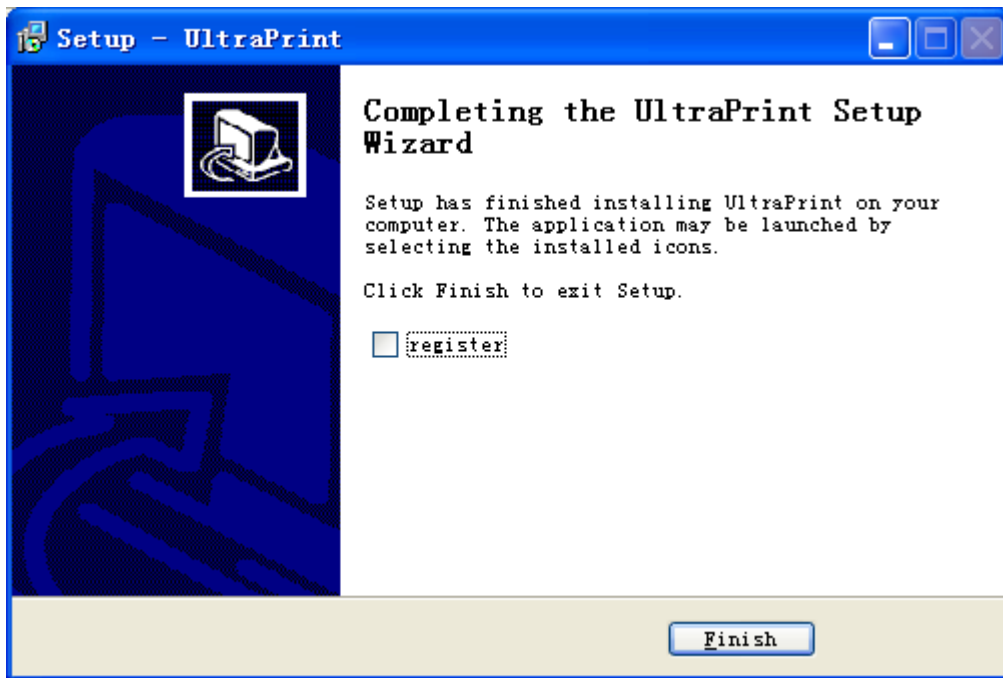 Setup - UltraPrint
Completing the UltraPrint Setup
Wizard
Setup has finished installing UltraPrint on your
computer. The application may be launched by
selecting the installed icons.
Click Finish to exit Setup.
register
Finish